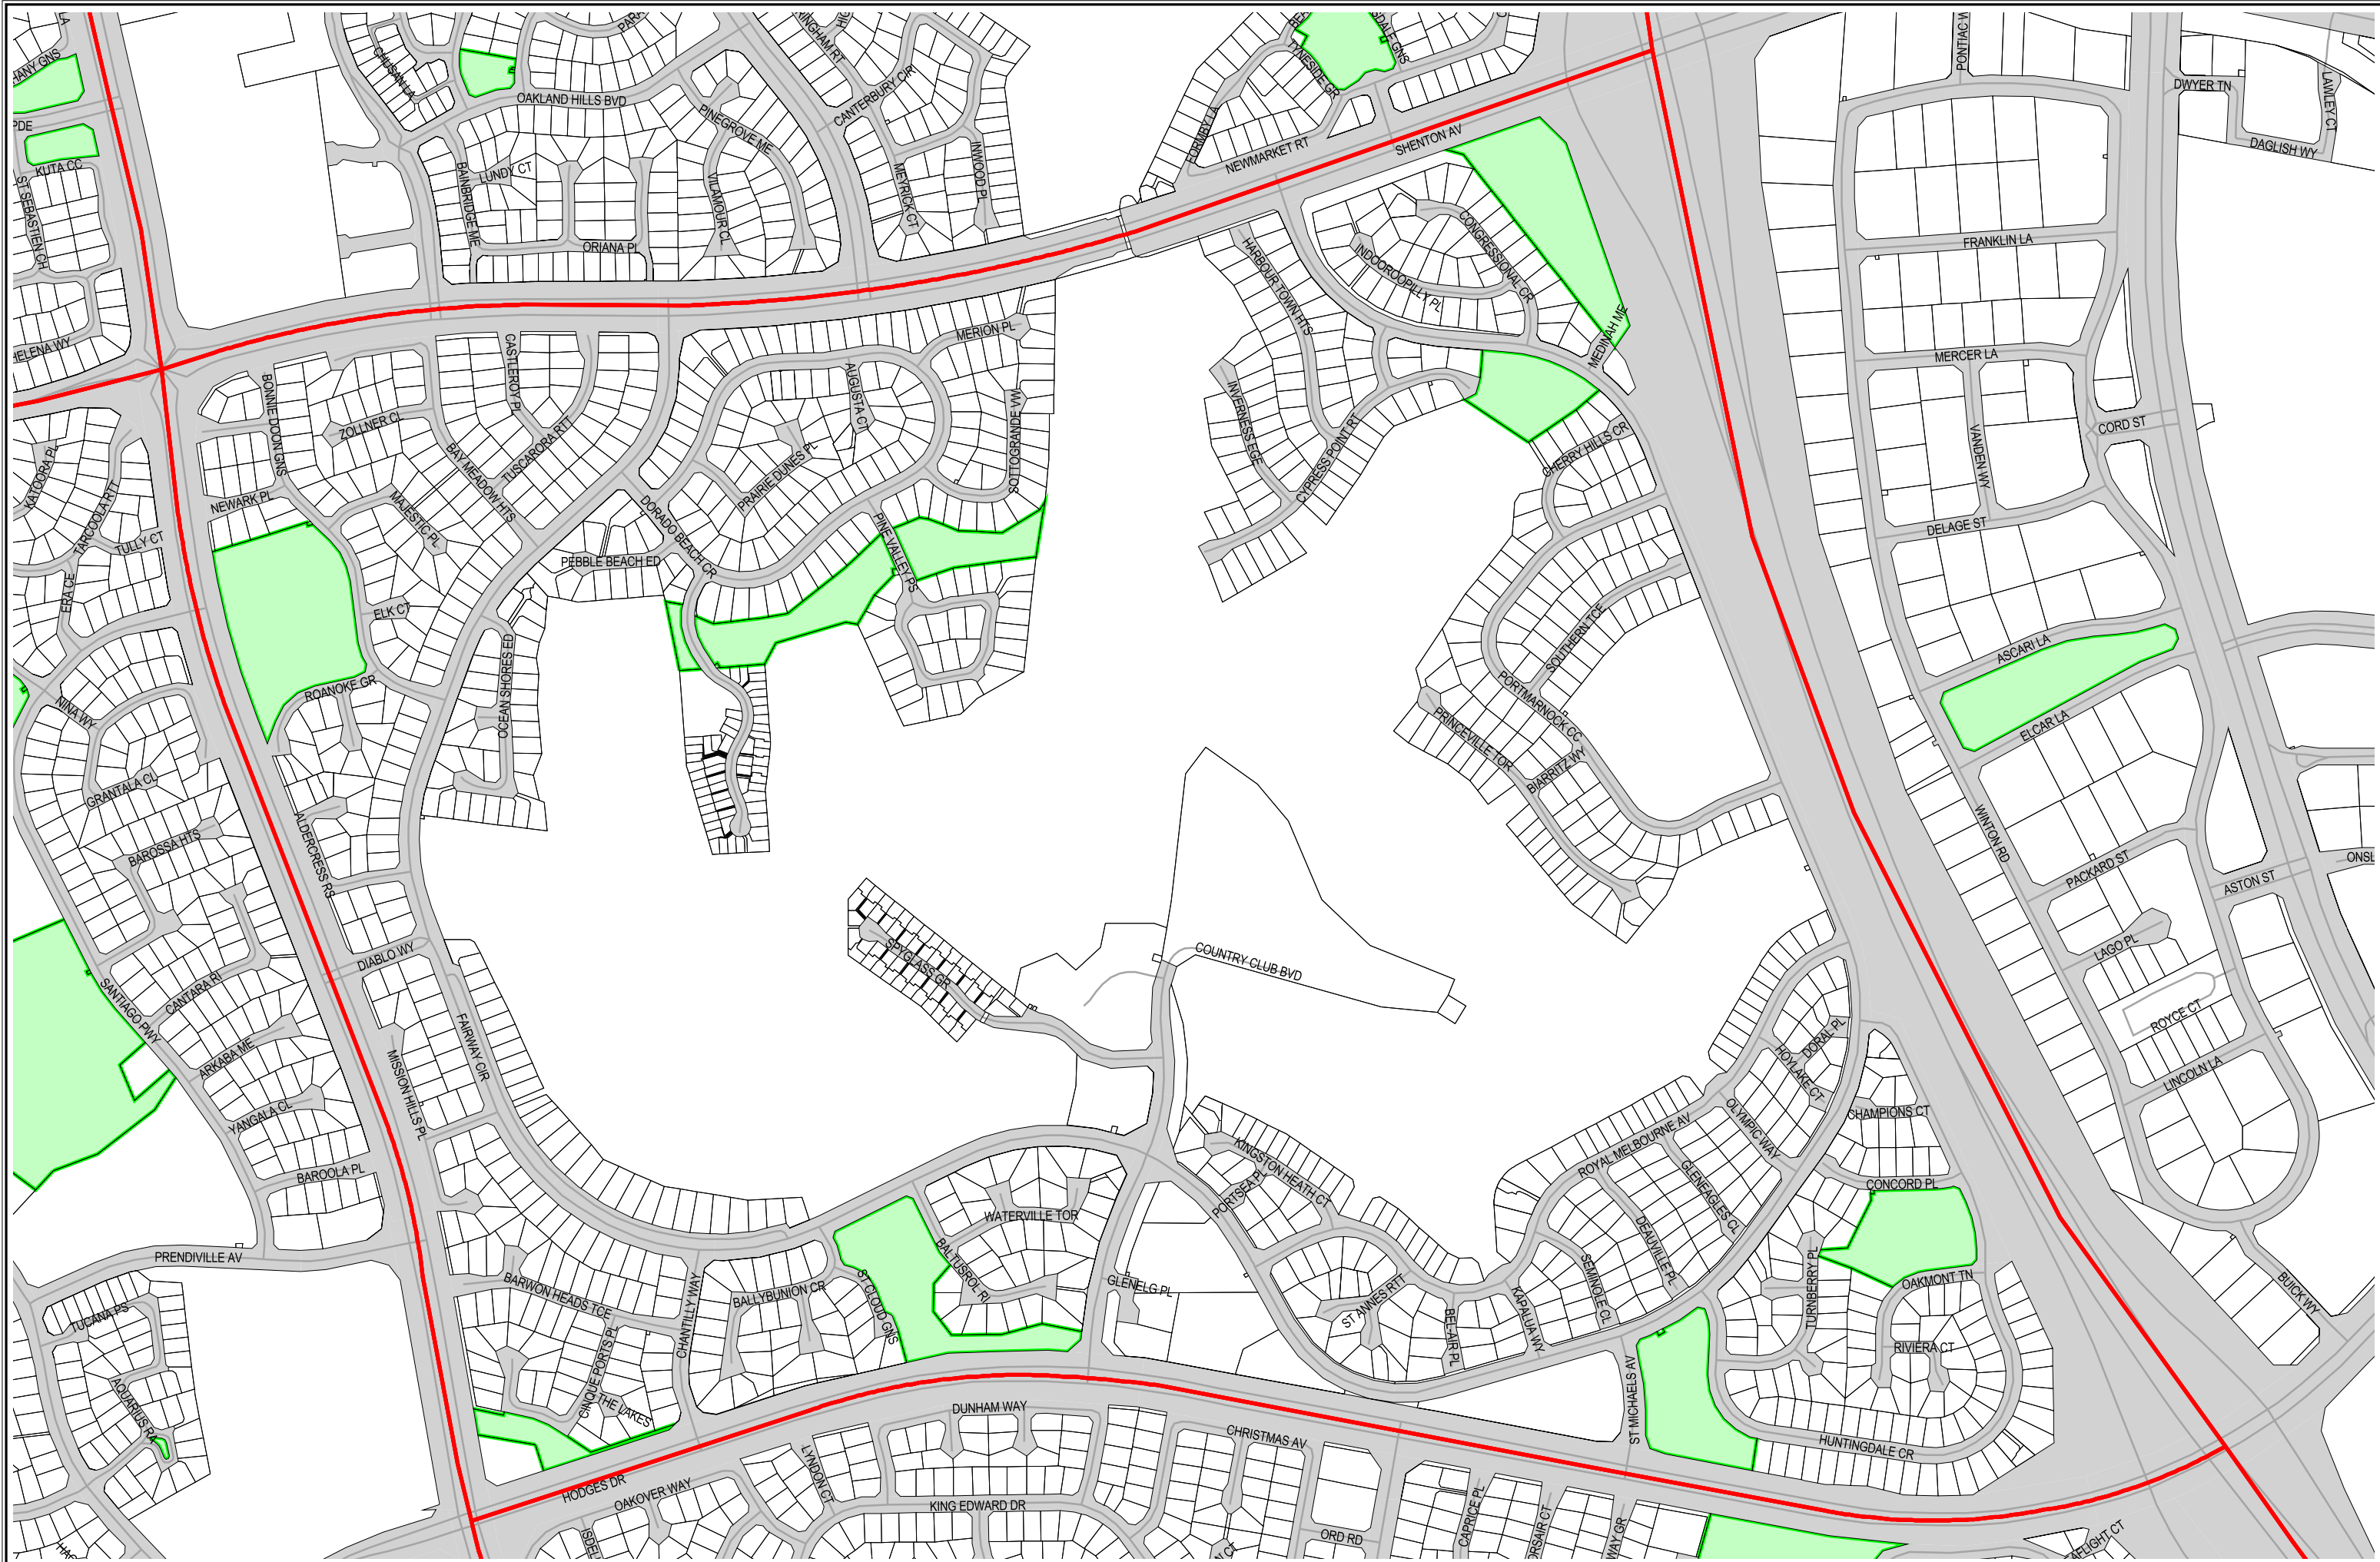 CHUSAN LA
PARA
CANTERBURY CIR
OAKLAND HILLS BVD
PINEGROVE ME
LUNDY CT
BAINBRIDGE ME
VILAMOUR CL
ORIANA PL
MEYRICK CT
INWOOD PL
TYNESIDE GR
FORMBY LA
NEWMARKET RT
SHENTON AV
PDE
KUTA CC
ST SEBASTIEN CH
HELENA WY
DWYER TN
LAWLEY CT
DAGLISH WY
FRANKLIN LA
MERCER LA
VANDEN WY
CORD ST
DELAGE ST
ASCARI LA
ELCAR LA
WINTON RD
PACKARD ST
ASTON ST
LAGO PL
ROYCE CT
LINCOLN LA
BUICK WY
HARBOUR TOWN HTS
INDOOROOPILLY PL
CONGRESSIONAL CR
MEDINAH ME
INVERNESS EGE
CYPRESS POINT RT
CHERRY HILLS CR
SOUTHERN TCE
PORTMARNOCK CC
PRINCEVILLE TOR
BIARRITZ WY
CASTLEROY PL
MERION PL
AUGUSTA CT
SOTTOGRANDE VW
BONNIE DOON GNS
ZOLLNER CL
TUSCARORA RTT
BAY MEADOW HTS
PRAIRIE DUNES PL
DORADO BEACH CR
PEBBLE BEACH ED
PINE VALLEY PS
NEWARK PL
MAJESTIC PL
ELK CT
ROANOKE GR
OCEAN SHORES ED
KATOORA PL
TARCOOLA RTT
TULLY CT
ERA CE
NINA WY
GRANTALA CL
BAROSSA HTS
ALDERCRESS RS
DIABLO WY
SANTIAGO PWY
CANTARA RI
ARKABA ME
YANGALA CL
BAROOLA PL
MISSION HILLS PL
FAIRWAY CIR
SPYGLASS GR
COUNTRY CLUB BVD
PRENDIVILLE AV
TUCANA PS
AQUARIUS RA
BARWON HEADS TCE
CINQUE PORTS PL
THE LAKES
CHANTILLY WAY
BALLYBUNION CR
ST CLOUD GNS
WATERVILLE TOR
BALTUSROL RI
GLENELG PL
KINGSTON HEATH CT
PORTSEA PL
ST ANNES RTT
BEL-AIR PL
KAPALUA WY
SEMINOLE CL
DEAUVILLE PL
GLENEAGLES CL
ROYAL MELBOURNE AV
OLYMPIC WAY
HOYLAKE CT
DORAL PL
CHAMPIONS CT
CONCORD PL
TURNBERRY PL
OAKMONT TN
RIVIERA CT
HUNTINGDALE CR
ST MICHAELS AV
HODGES DR
OAKOVER WAY
LYNDON CT
DUNHAM WAY
KING EDWARD DR
CHRISTMAS AV
ORD RD
CAPRICE PL